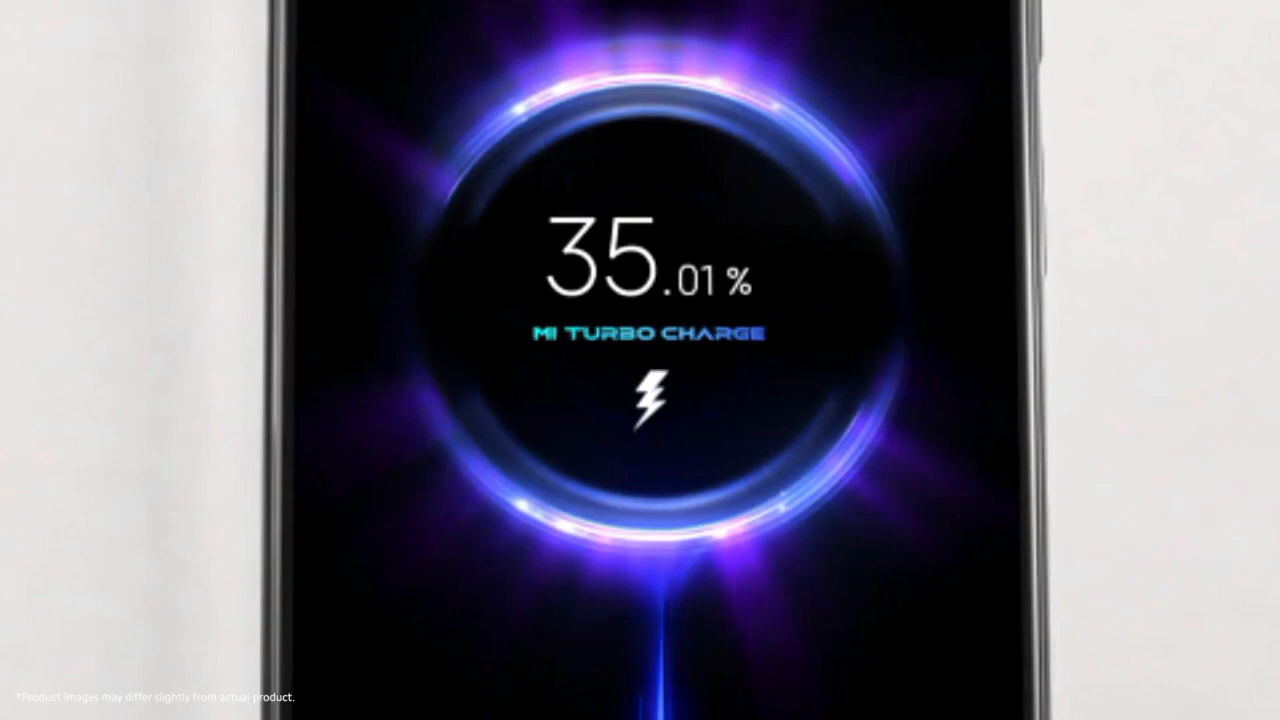 35.01 %
MI TURBO CHARGE
*Product images may differ slightly from actual product.